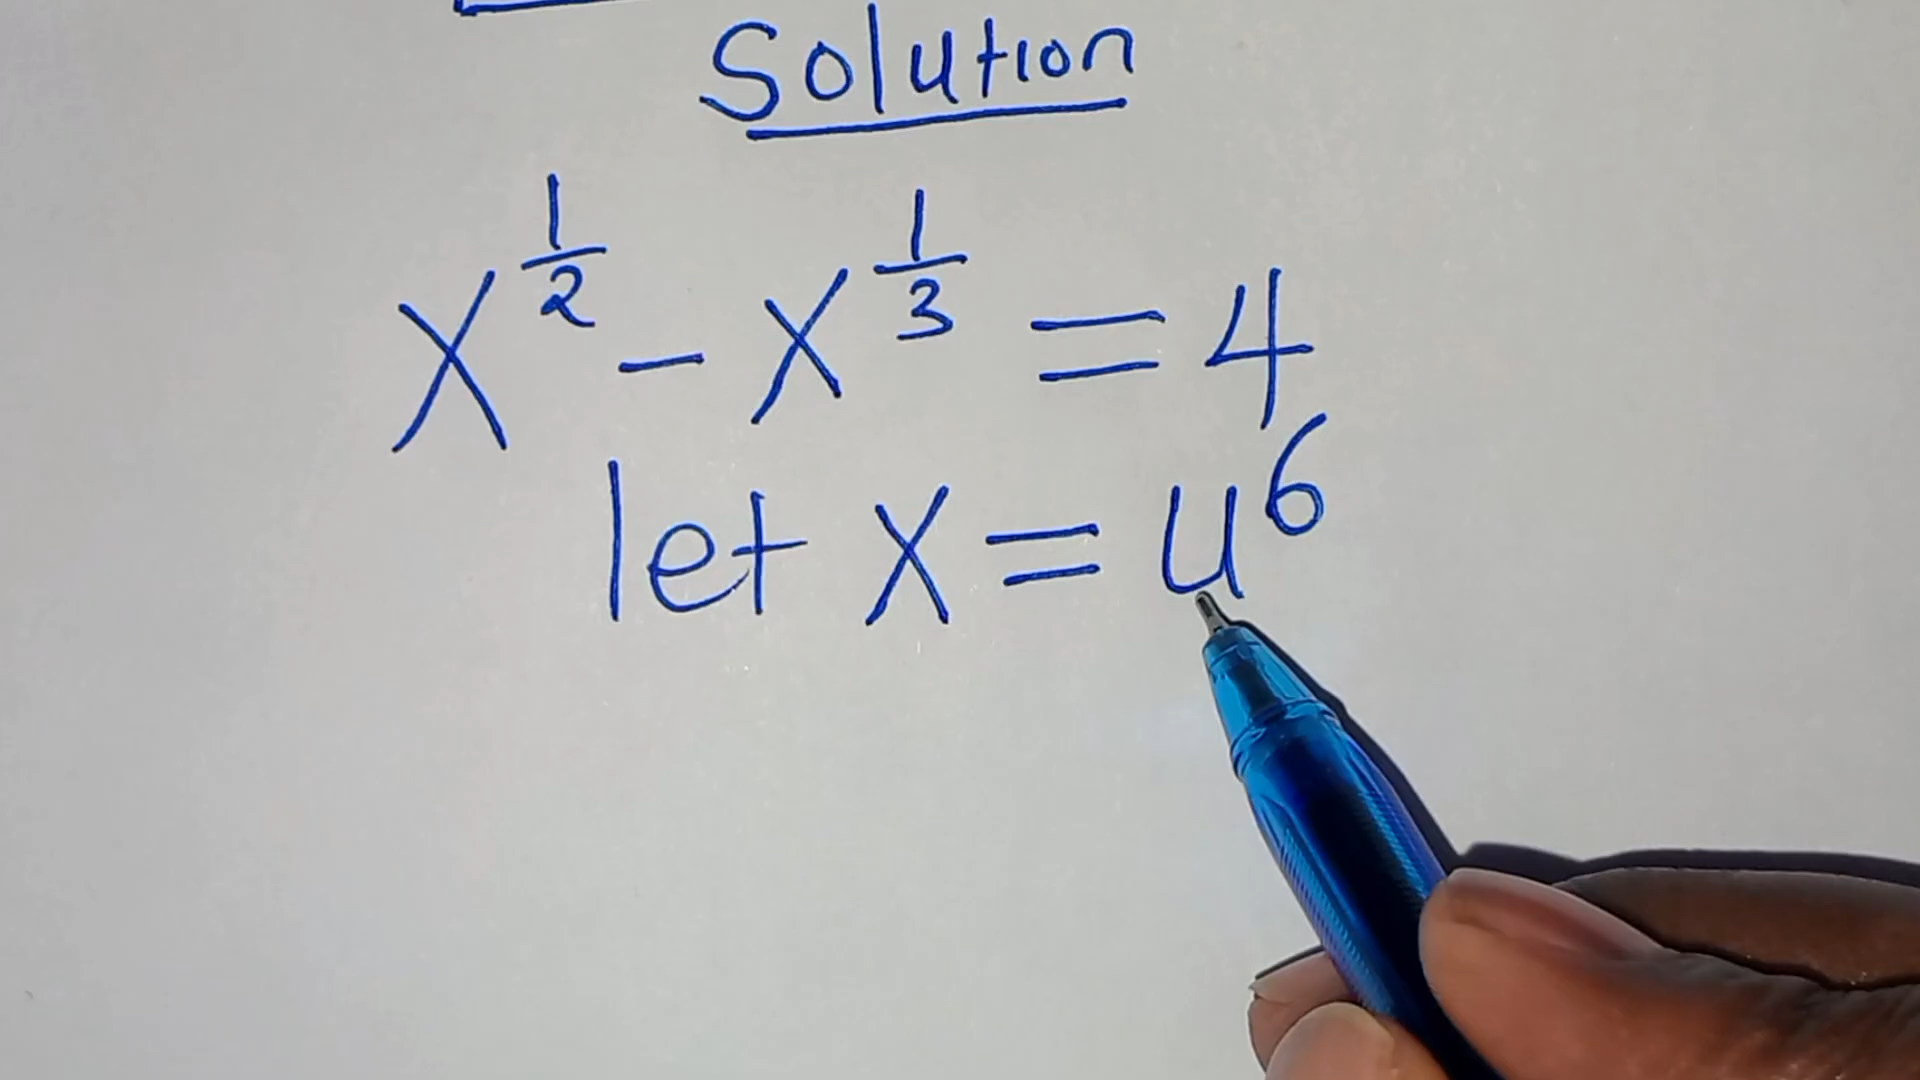 Solution
X^{1/2} - X^{1/3} = 4
let X = u^6